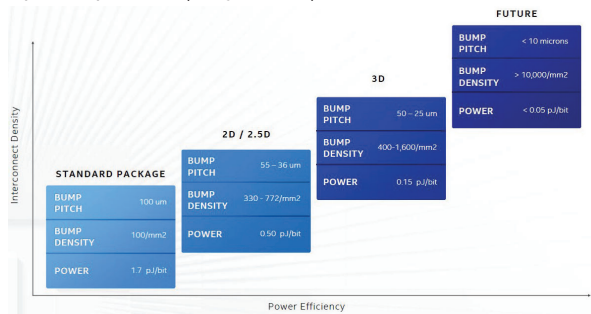 FUTURE
BUMP PITCH < 10 microns
BUMP DENSITY > 10,000/mm2
POWER < 0.05 pJ/bit
3D
BUMP PITCH 50 – 25 um
BUMP DENSITY 400-1,600/mm2
POWER 0.15 pJ/bit
2D / 2.5D
BUMP PITCH 55 – 36 um
BUMP DENSITY 330 - 772/mm2
POWER 0.50 pJ/bit
STANDARD PACKAGE
BUMP PITCH 100 um
BUMP DENSITY 100/mm2
POWER 1.7 pJ/bit
Interconnect Density
Power Efficiency